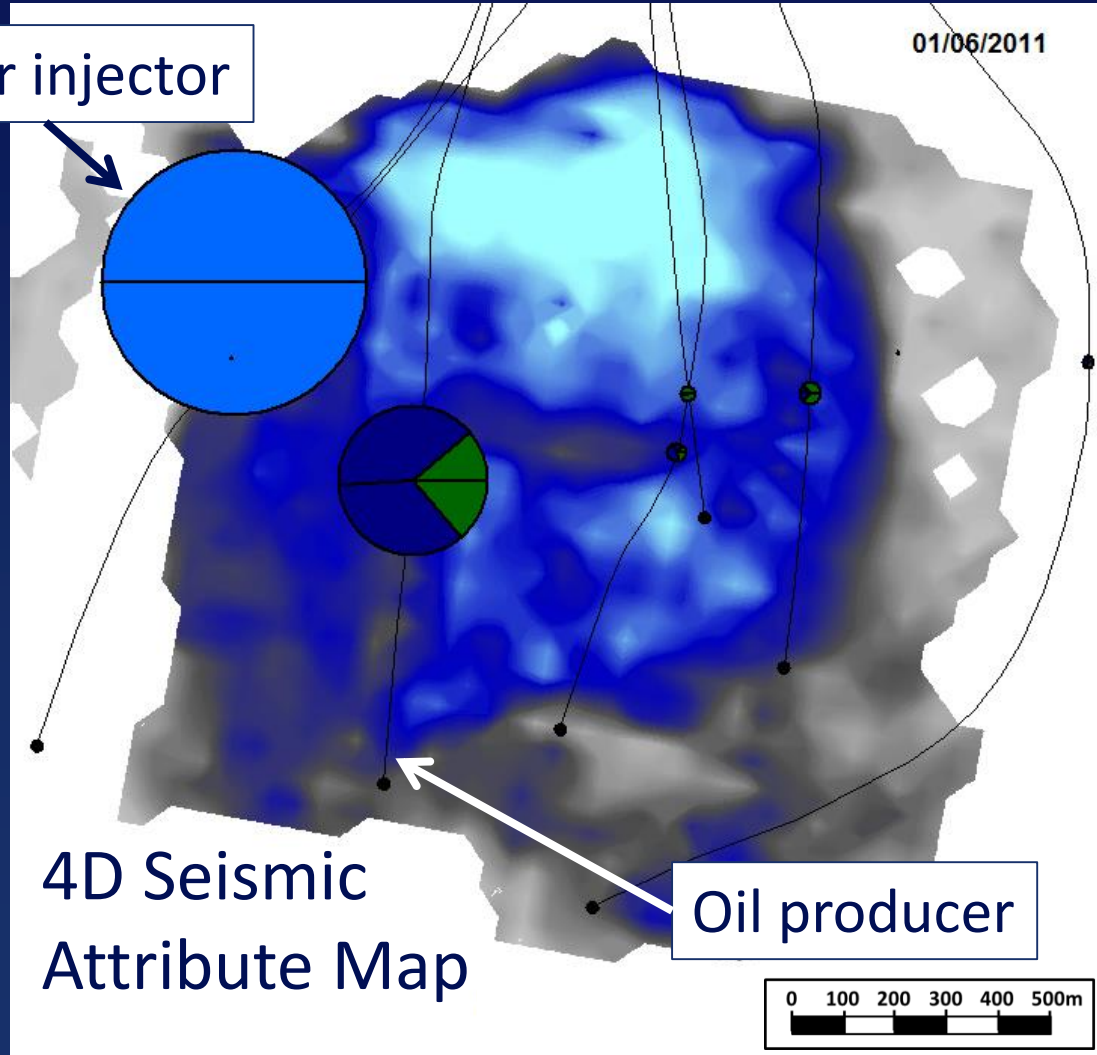 01/06/2011
r injector
4D Seismic
Attribute Map
Oil producer
0 100 200 300 400 500m